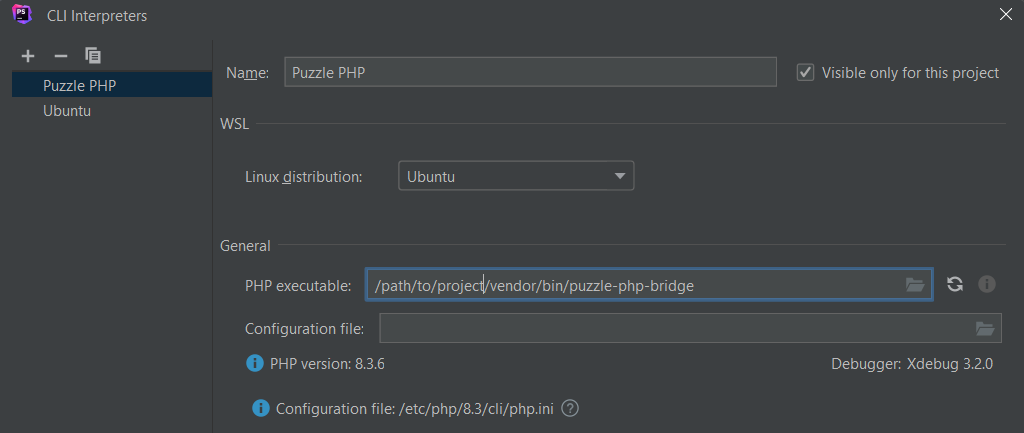 PS
CLI Interpreters
Puzzle PHP
Ubuntu
Name: Puzzle PHP Visible only for this project
WSL
Linux distribution: Ubuntu
General
PHP executable: /path/to/project/vendor/bin/puzzle-php-bridge
Configuration file:
PHP version: 8.3.6 Debugger: Xdebug 3.2.0
Configuration file: /etc/php/8.3/cli/php.ini